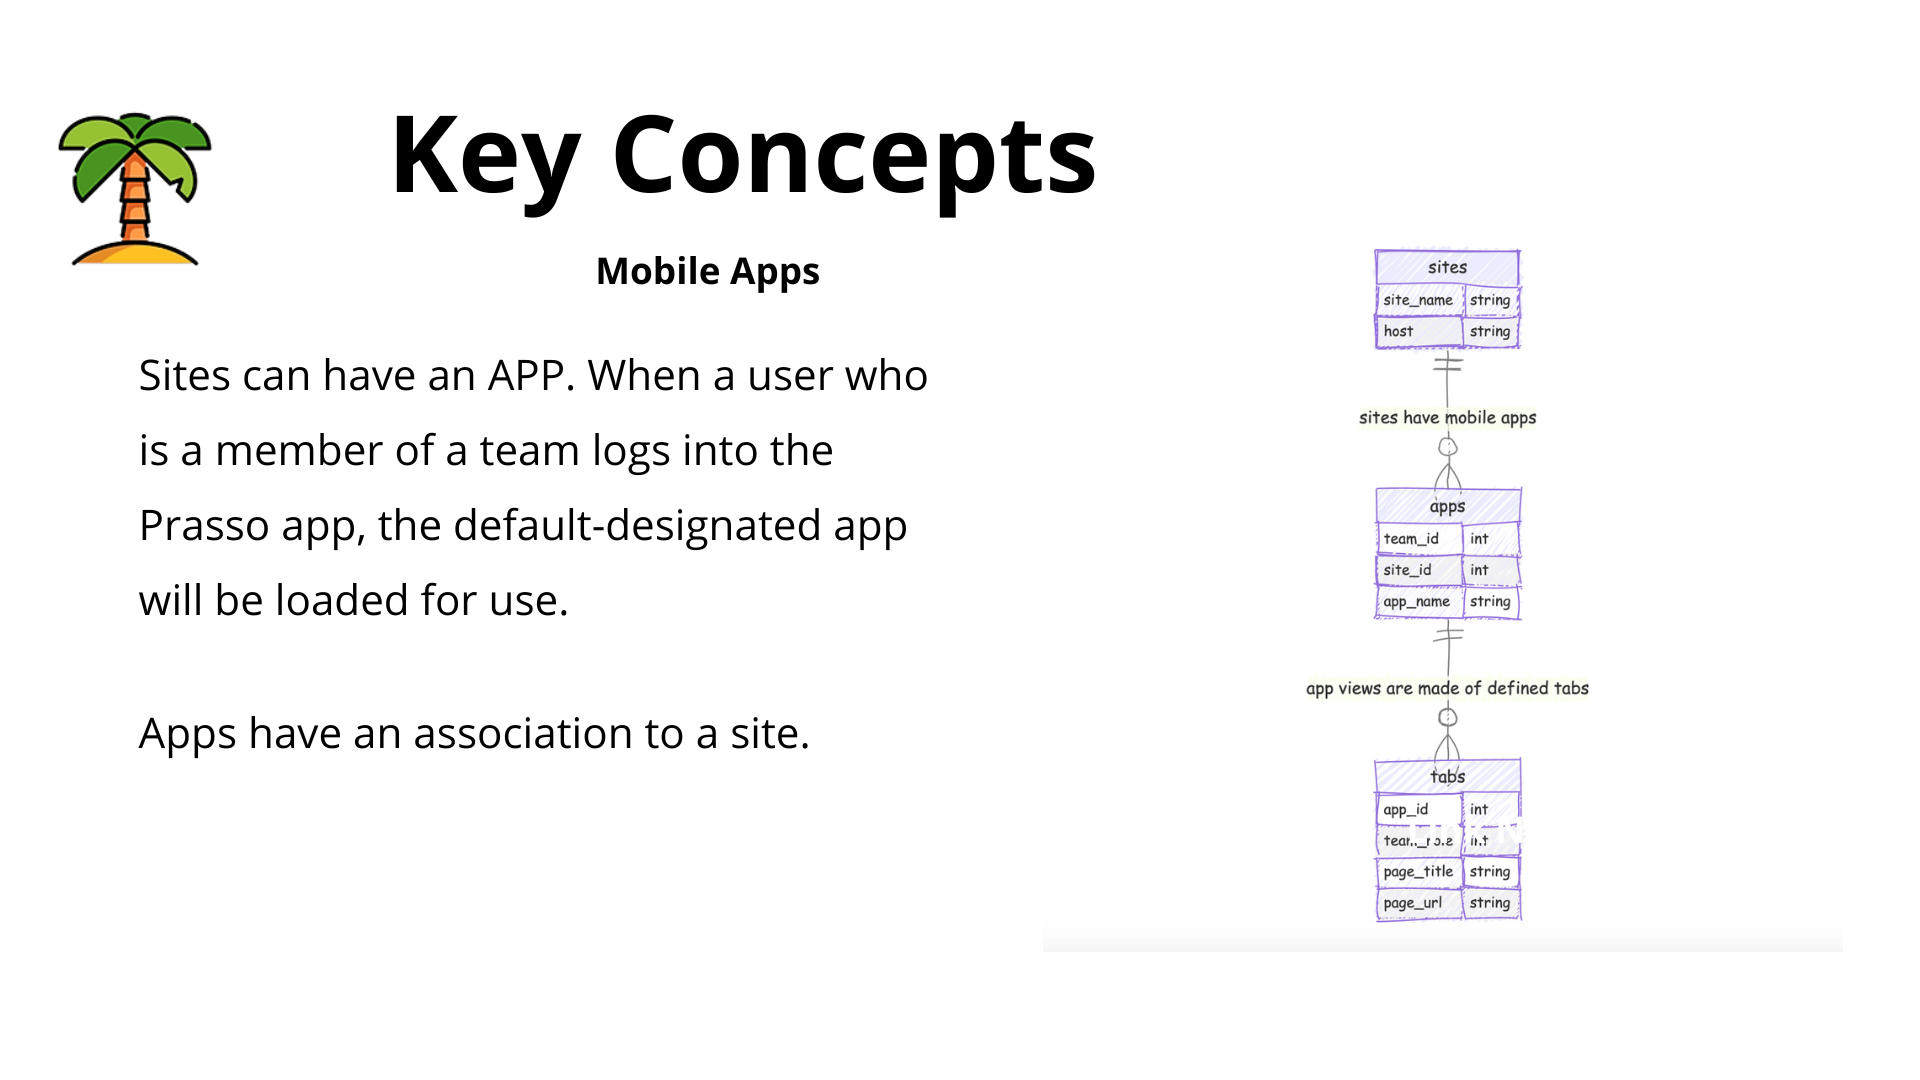 Key Concepts
Mobile Apps
Sites can have an APP. When a user who
is a member of a team logs into the
Prasso app, the default-designated app
will be loaded for use.
Apps have an association to a site.
sites
site_name string
host string
sites have mobile apps
apps
team_id int
site_id int
app_name string
app views are made of defined tabs
tabs
app_id int
team_role int
page_title string
page_url string